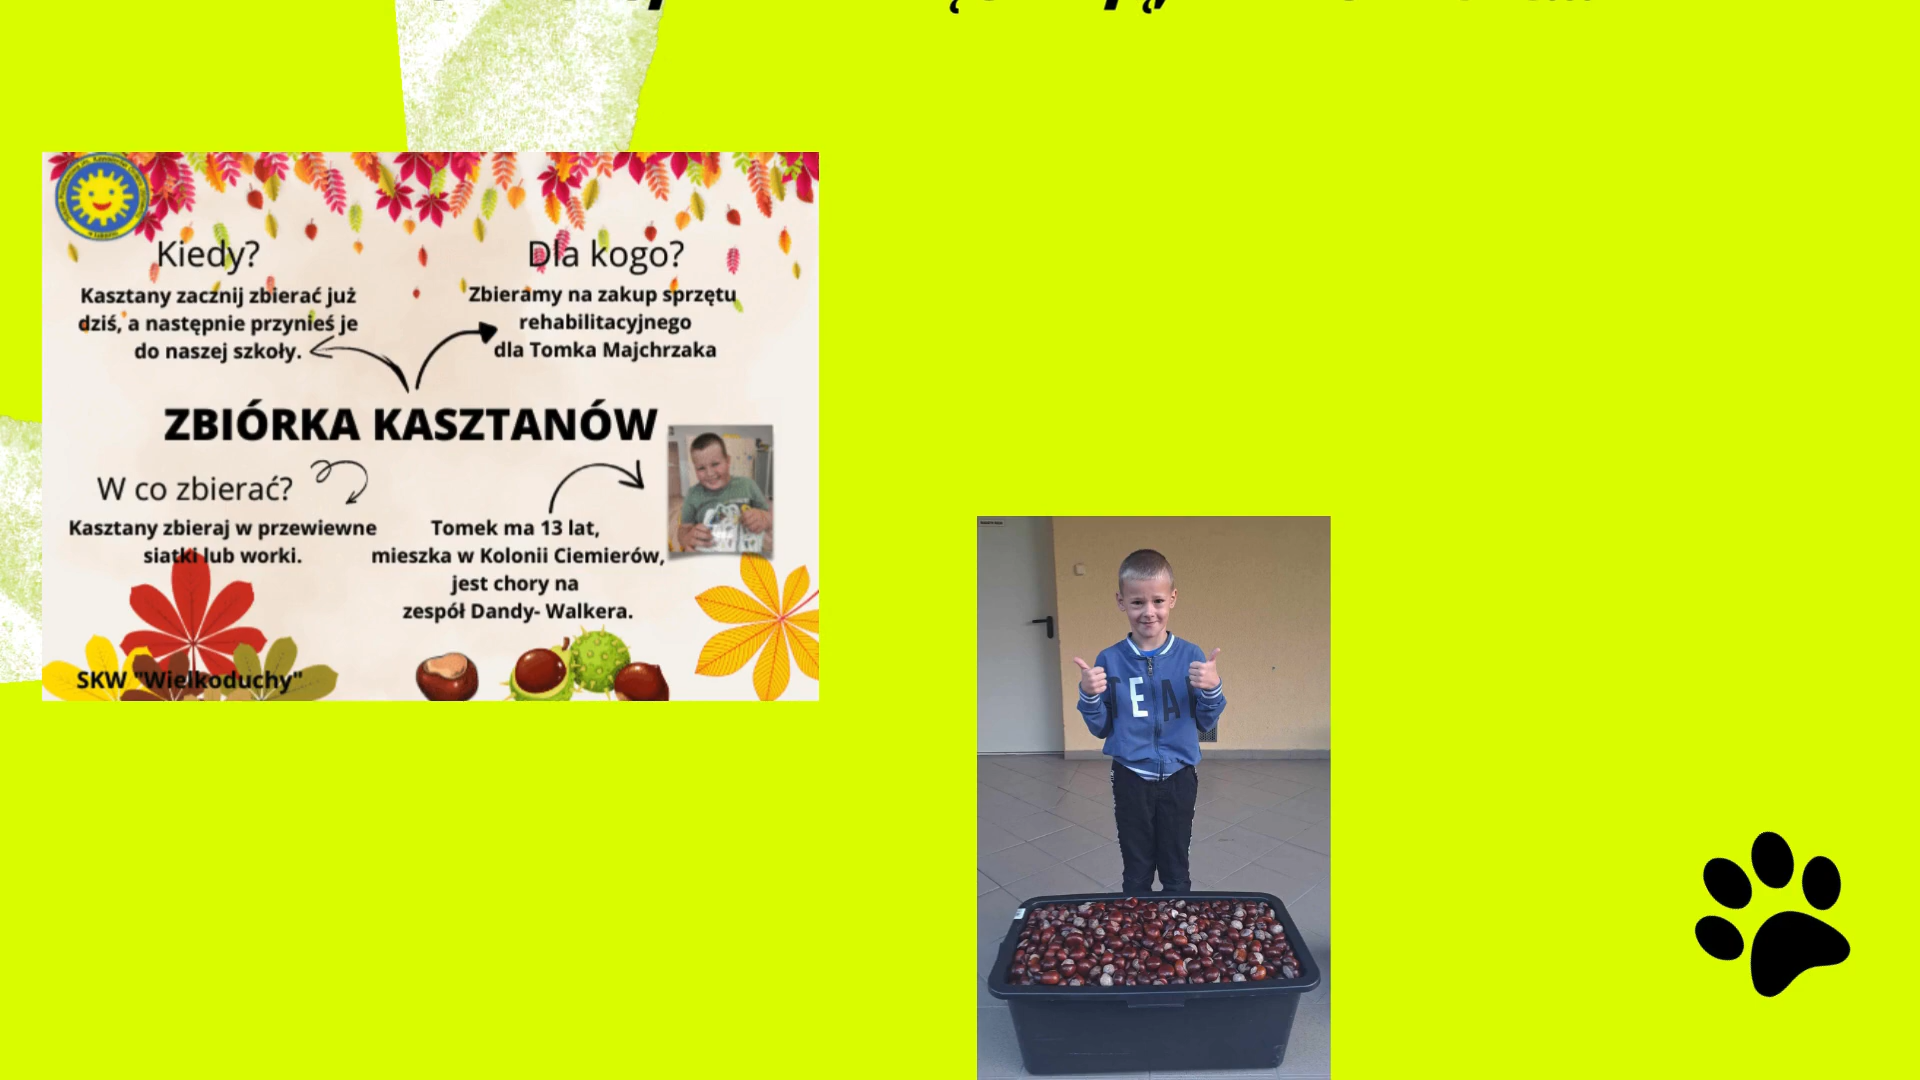 Kiedy?
Kasztany zacznij zbierać już
dziś, a następnie przynieś je
do naszej szkoły.
Dla kogo?
Zbieramy na zakup sprzętu
rehabilitacyjnego
dla Tomka Majchrzaka
ZBIÓRKA KASZTANÓW
W co zbierać?
Kasztany zbieraj w przewiewne
siatki lub worki.
Tomek ma 13 lat,
mieszka w Kolonii Ciemierów,
jest chory na
zespół Dandy- Walkera.
SKW "Wielkoduchy"
TEA